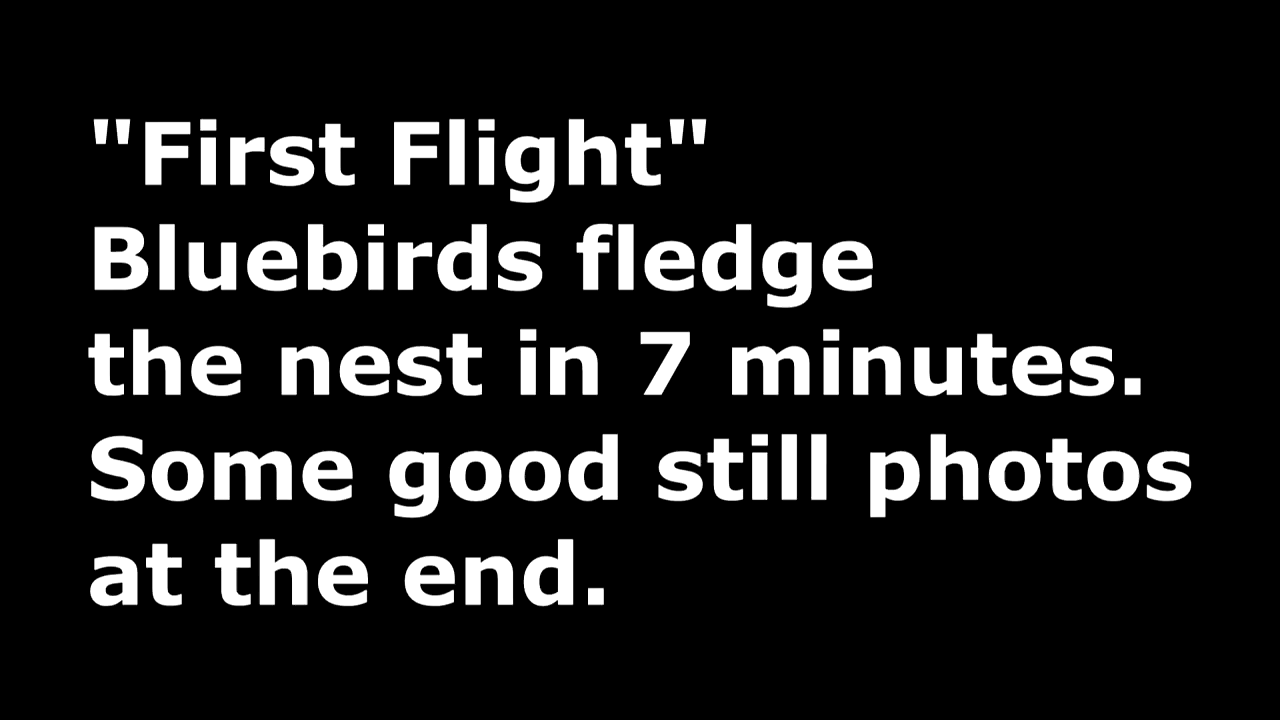 "First Flight"
Bluebirds fledge
the nest in 7 minutes.
Some good still photos
at the end.